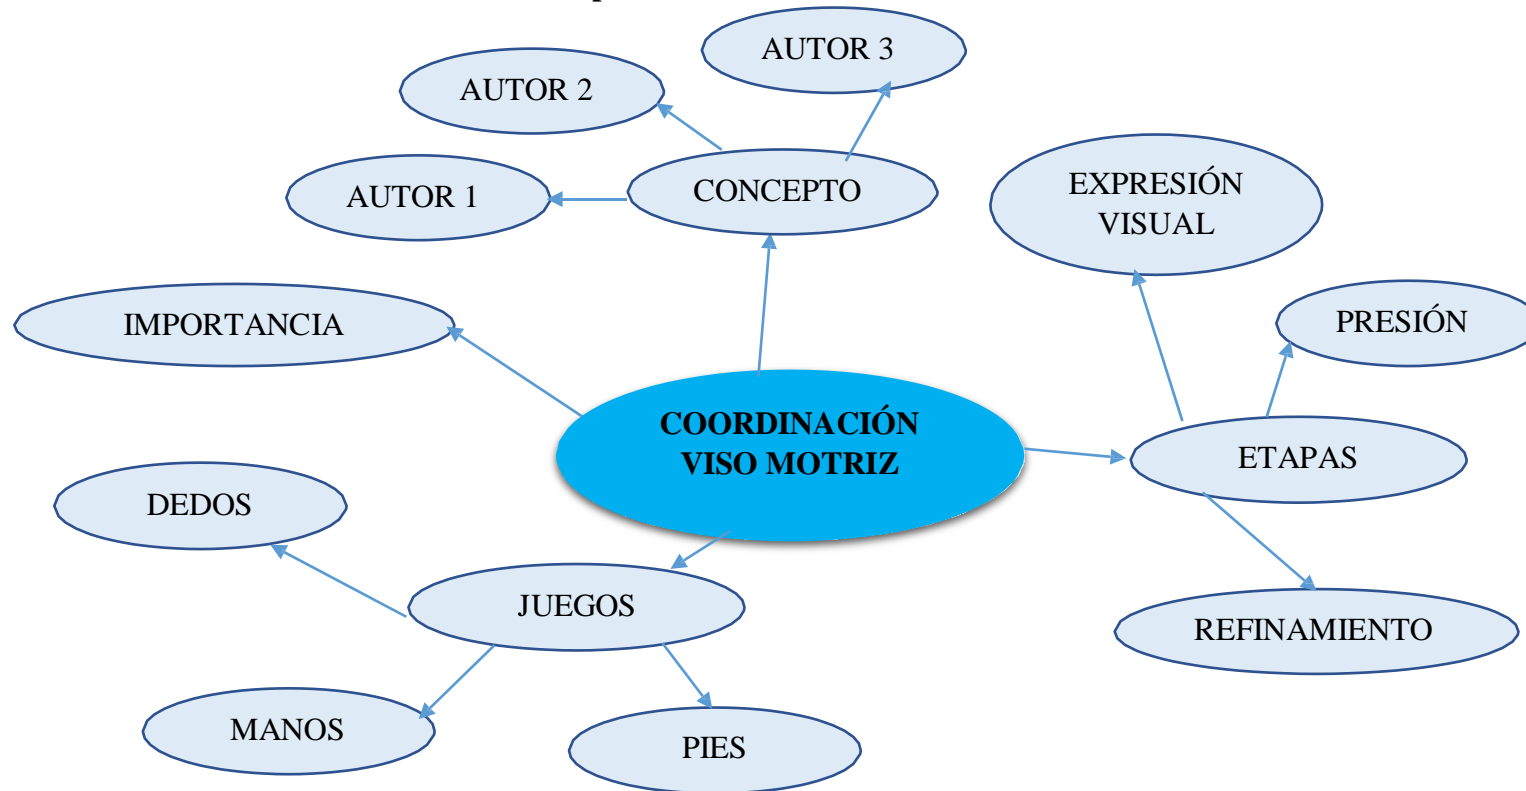 AUTOR 3
AUTOR 2
AUTOR 1
CONCEPTO
EXPRESIÓN
VISUAL
IMPORTANCIA
PRESIÓN
COORDINACIÓN
VISO MOTRIZ
ETAPAS
DEDOS
JUEGOS
REFINAMIENTO
MANOS
PIES